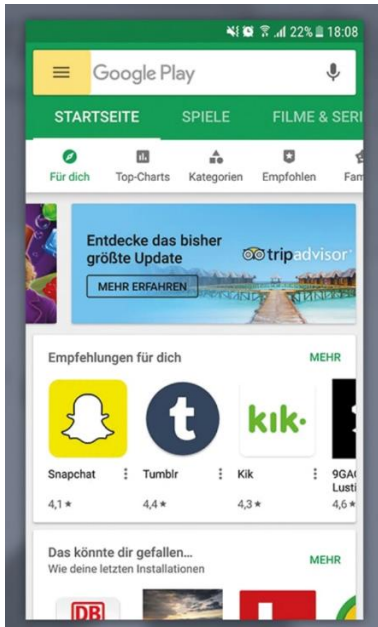 22% 18:08
Google Play
STARTSEITE SPIELE FILME & SERI
Für dich Top-Charts Kategorien Empfohlen Fam
Entdecke das bisher
größte Update
tripadvisor
MEHR ERFAHREN
Empfehlungen für dich MEHR
t kik·
Snapchat Tumblr Kik 9GA
Lusti
4,1 ★ 4,4 ★ 4,3 ★ 4,6 ★
Das könnte dir gefallen... MEHR
Wie deine letzten Installationen
DB